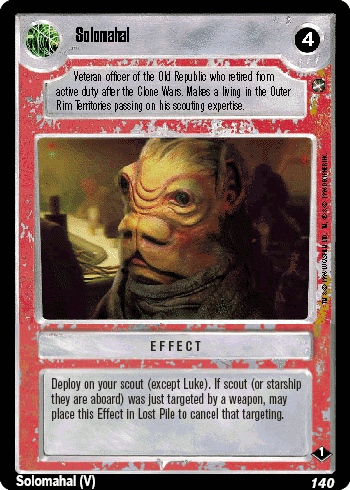 Solomahal
4
Veteran officer of the Old Republic who retired from
active duty after the Clone Wars. Makes a living in the Outer
Rim Territories passing on his scouting expertise.
EFFECT
Deploy on your scout (except Luke). If scout (or starship
they are aboard) was just targeted by a weapon, may
place this Effect in Lost Pile to cancel that targeting.
1
Solomahal (V)
140